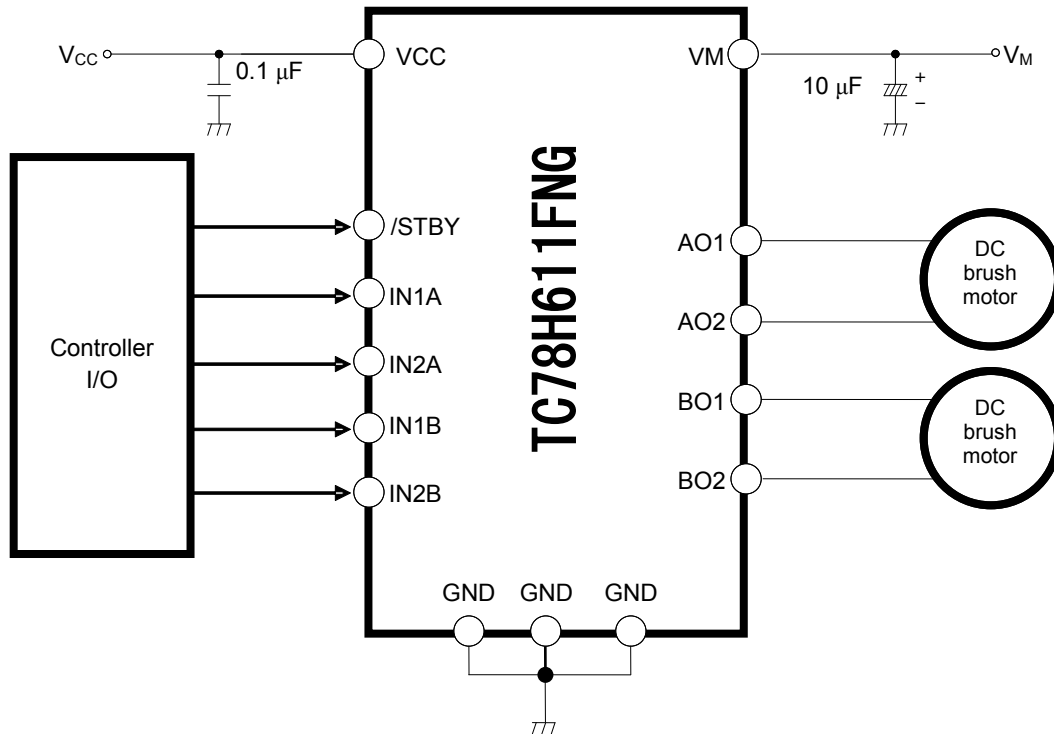 VCC
0.1 μF
VCC
VM
10 μF
+
−
VM
Controller
I/O
/STBY
IN1A
IN2A
IN1B
IN2B
TC78H611FNG
AO1
AO2
BO1
BO2
DC
brush
motor
DC
brush
motor
GND
GND
GND